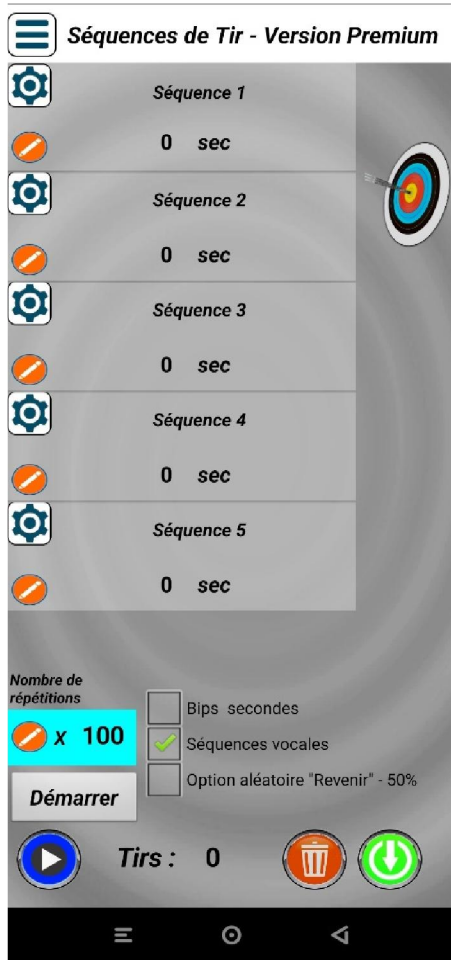 Séquences de Tir - Version Premium
Séquence 1
0 sec
Séquence 2
0 sec
Séquence 3
0 sec
Séquence 4
0 sec
Séquence 5
0 sec
Nombre de
répétitions
x 100
Bips secondes
Séquences vocales
Option aléatoire "Revenir" - 50%
Démarrer
Tirs : 0